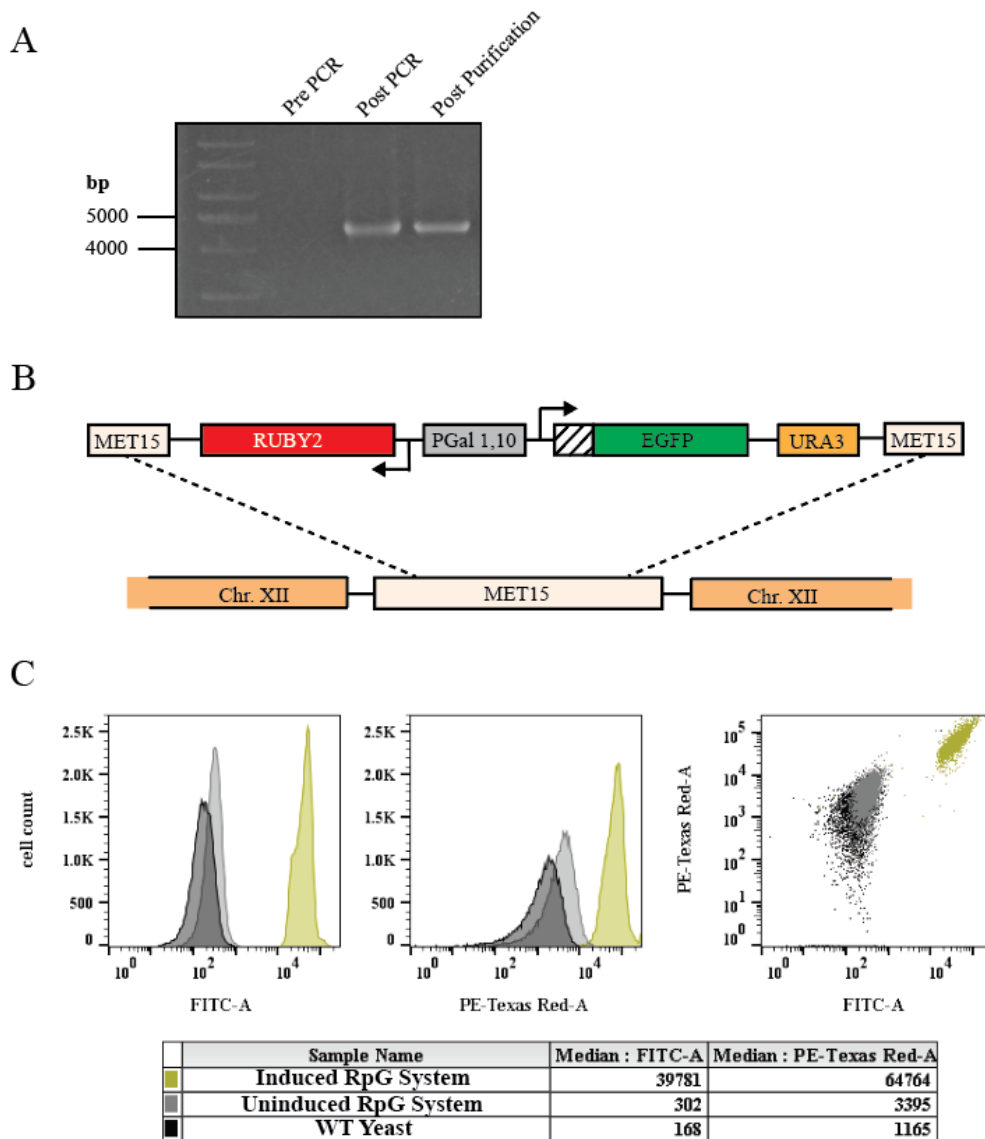 A
Pre PCR
Post PCR
Post Purification
bp
5000
4000
B
MET15
RUBY2
PGal 1,10
EGFP
URA3
MET15
Chr. XII
MET15
Chr. XII
C
2.5K
2.0K
1.5K
1.0K
500
0
cell count
10^0
10^2
10^4
FITC-A
2.5K
2.0K
1.5K
1.0K
500
0
10^0
10^2
10^4
PE-Texas Red-A
PE-Texas Red-A
10^5
10^4
10^3
10^2
10^1
10^0
0
10^0
10^2
10^4
FITC-A
Sample Name Median : FITC-A Median : PE-Texas Red-A
Induced RpG System 39781 64764
Uninduced RpG System 302 3395
WT Yeast 168 1165